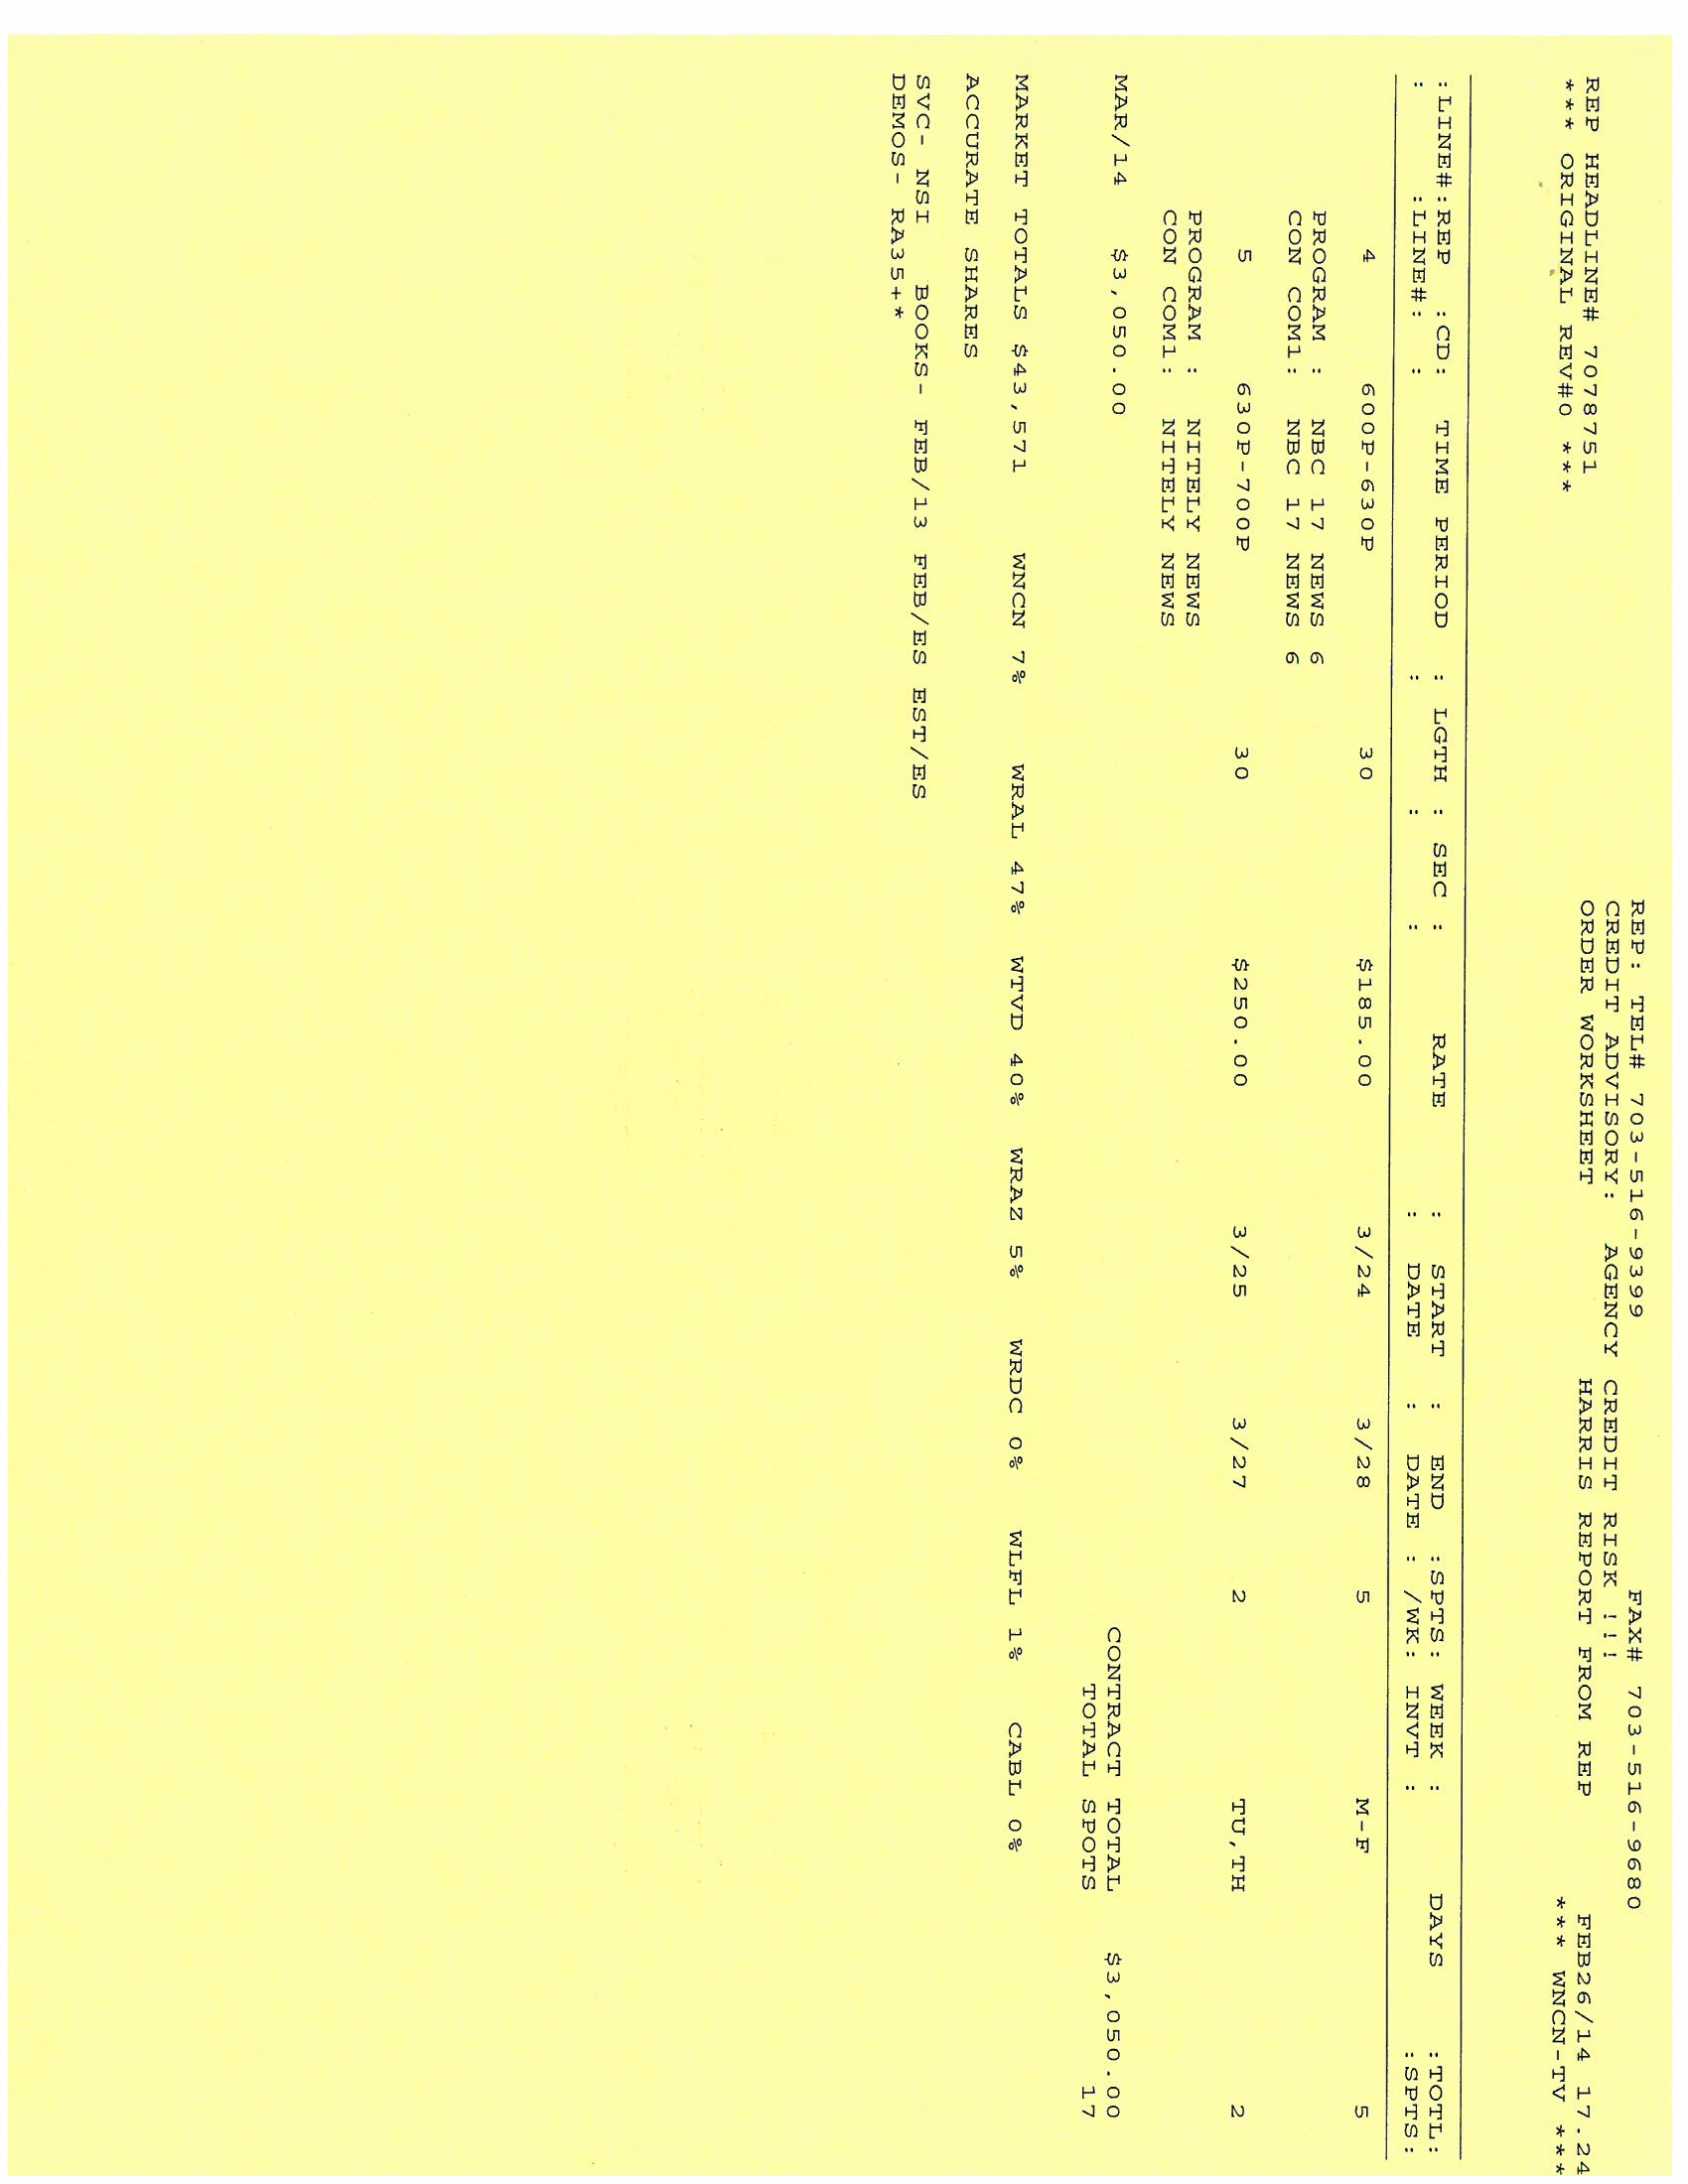 REP: TEL# 703-516-9399 FAX# 703-516-9680
CREDIT ADVISORY: AGENCY CREDIT RISK !!!
REP HEADLINE# 7078751 ORDER WORKSHEET HARRIS REPORT FROM REP FEB26/14 17.24
*** ORIGINAL REV#0 *** *** WNCN-TV ***
:LINE#:REP :CD: TIME PERIOD : LGTH : SEC : RATE : START : END :SPTS: WEEK : DAYS :TOTL:
: :LINE#: : : : : : DATE : DATE : /WK: INVT : :SPTS:
4 600P-630P 30 $185.00 3/24 3/28 5 M-F 5
PROGRAM : NBC 17 NEWS 6
CON COM1: NBC 17 NEWS 6
5 630P-700P 30 $250.00 3/25 3/27 2 TU,TH 2
PROGRAM : NITELY NEWS
CON COM1: NITELY NEWS
MAR/14 $3,050.00 CONTRACT TOTAL $3,050.00
TOTAL SPOTS 17
MARKET TOTALS $43,571 WNCN 7% WRAL 47% WTVD 40% WRAZ 5% WRDC 0% WLFL 1% CABL 0%
ACCURATE SHARES
SVC- NSI BOOKS- FEB/13 FEB/ES EST/ES
DEMOS- RA35+*